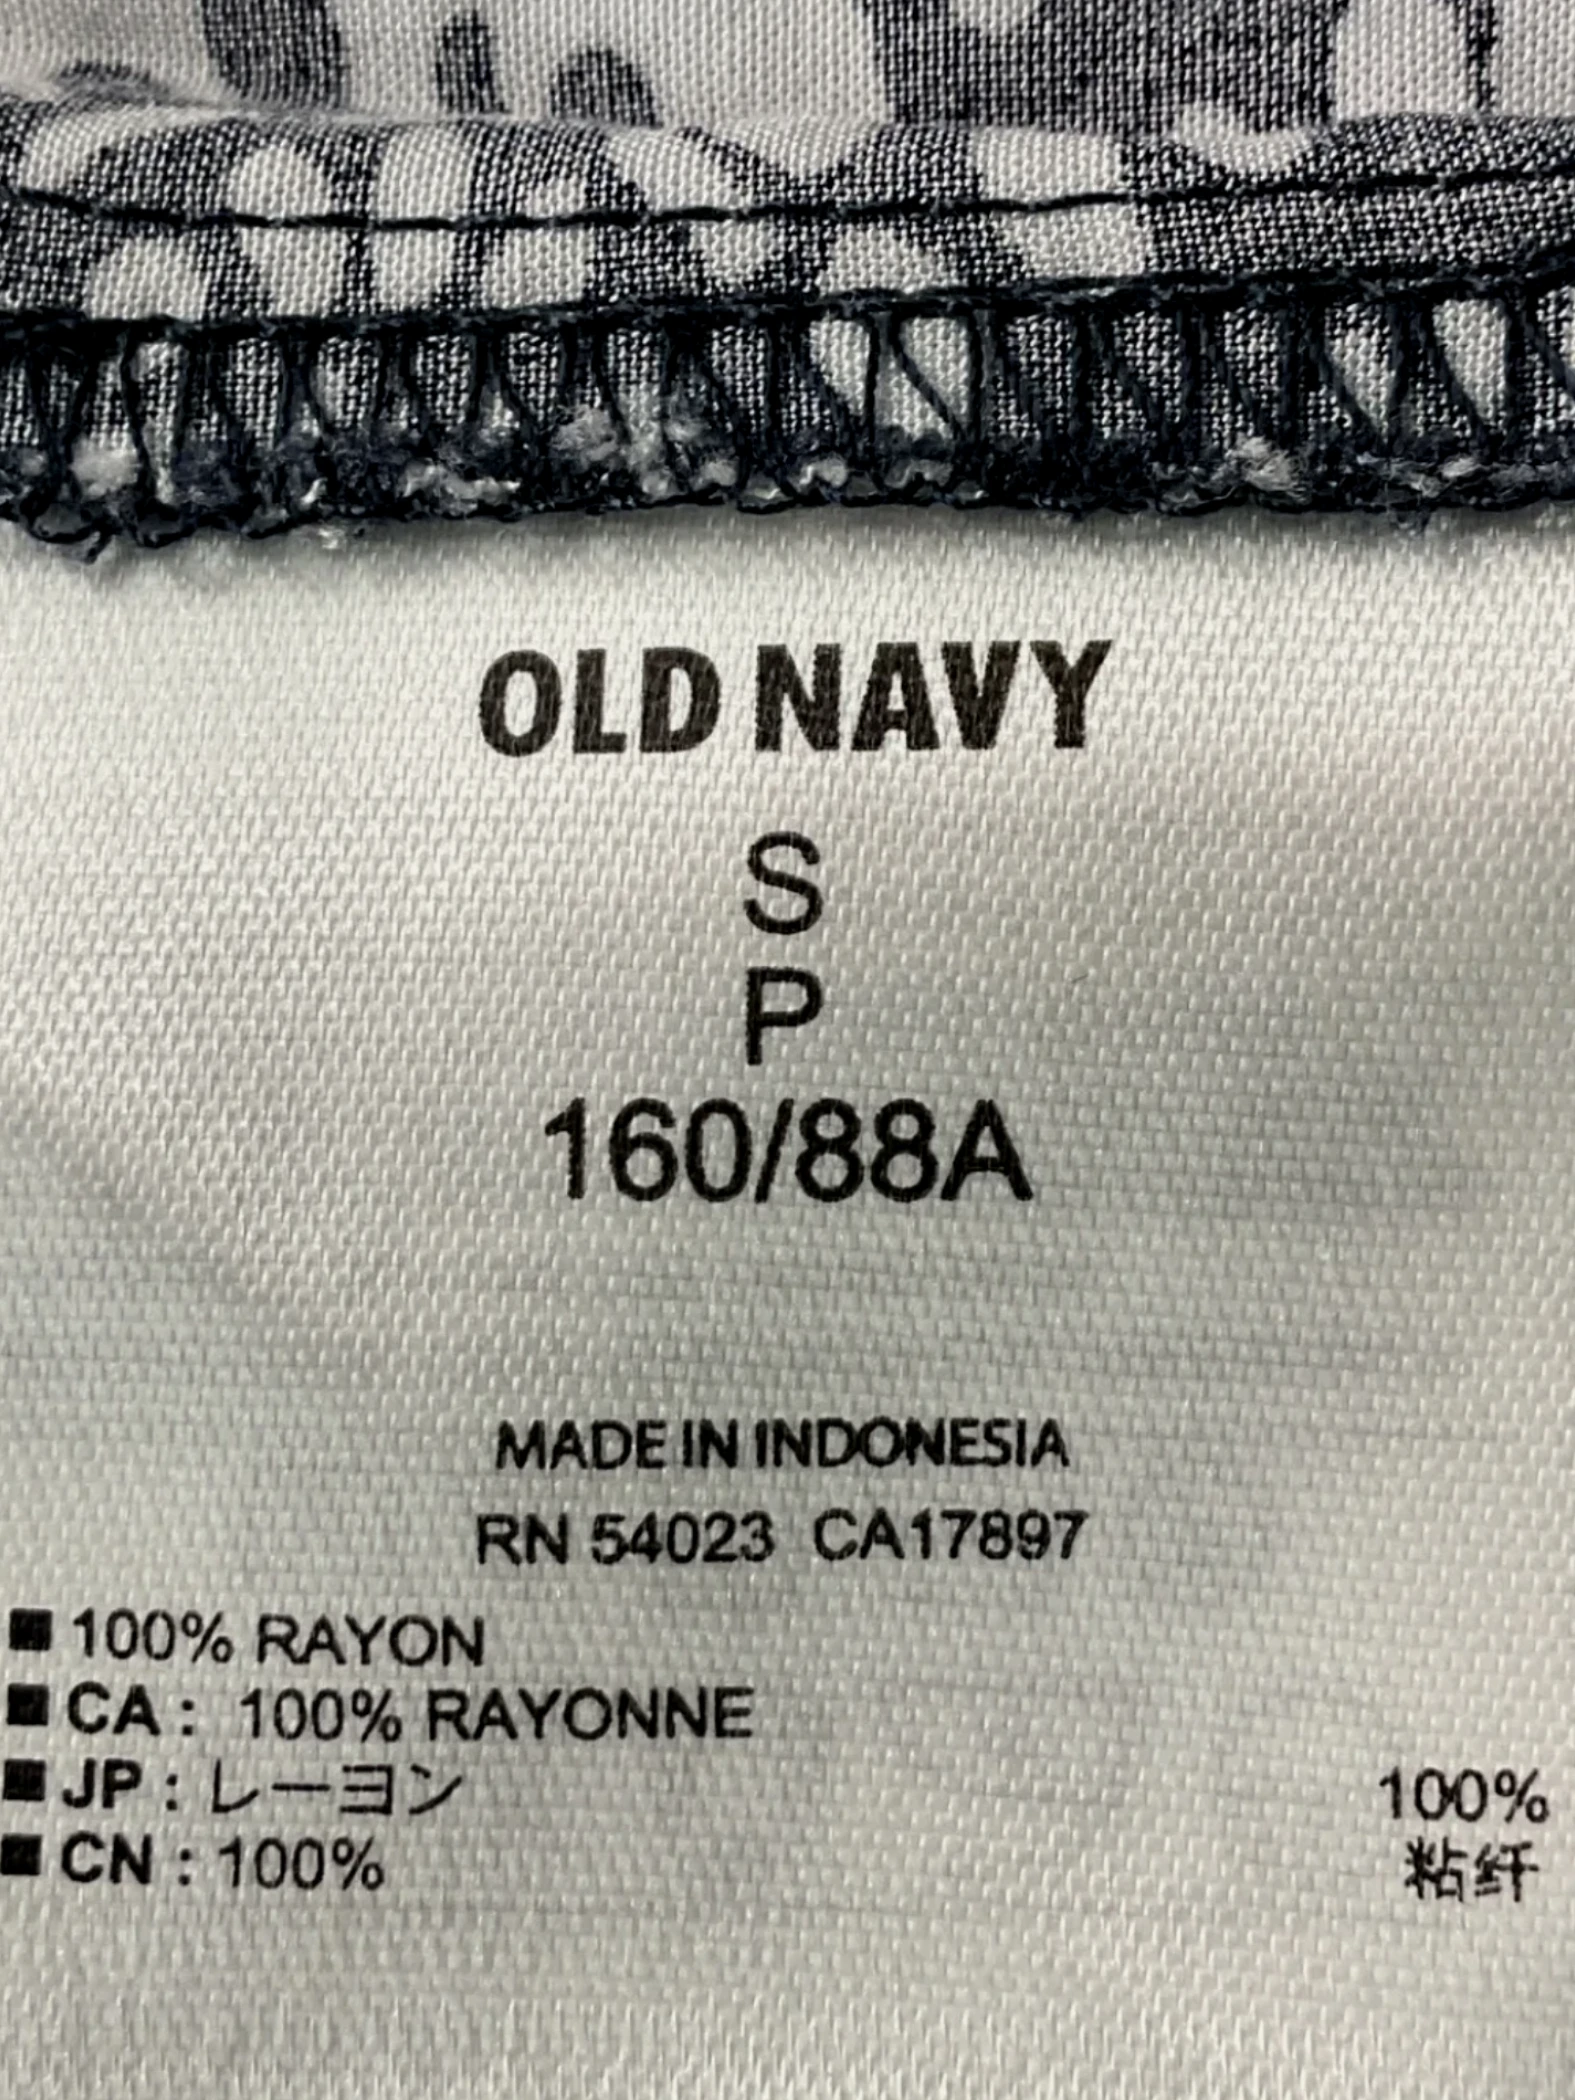 OLD NAVY
S
P
160/88A
MADE IN INDONESIA
RN 54023 CA17897
■ 100% RAYON
■ CA : 100% RAYONNE
■ JP : レーヨン 100%
■ CN : 100% 粘纤